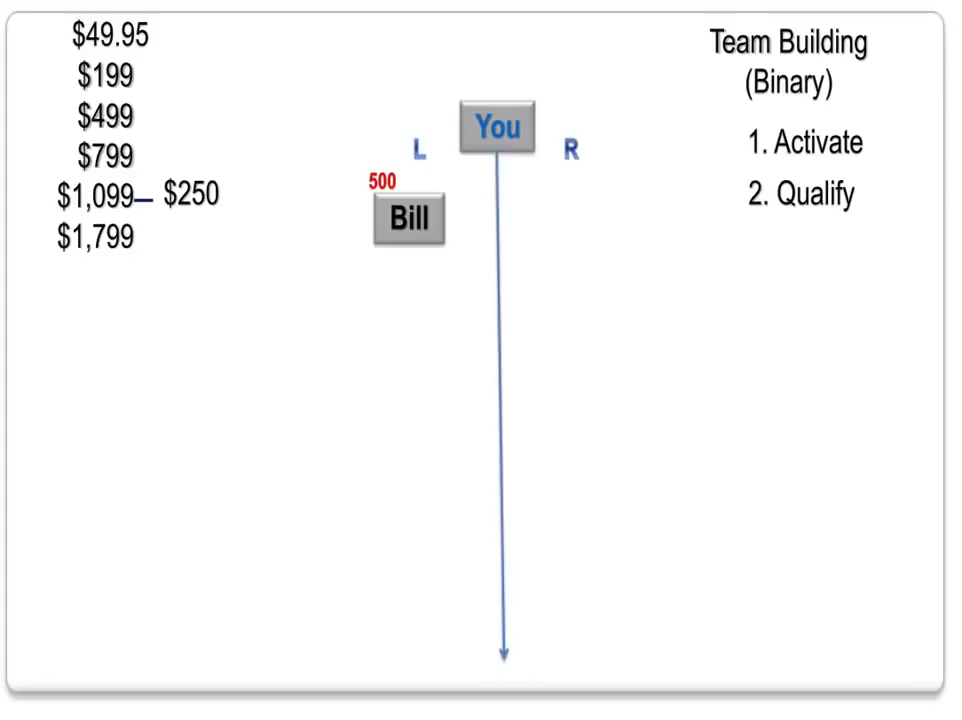 $49.95
$199
$499
$799
$1,099– $250
$1,799
You
L
R
500
Bill
Team Building
(Binary)
1. Activate
2. Qualify